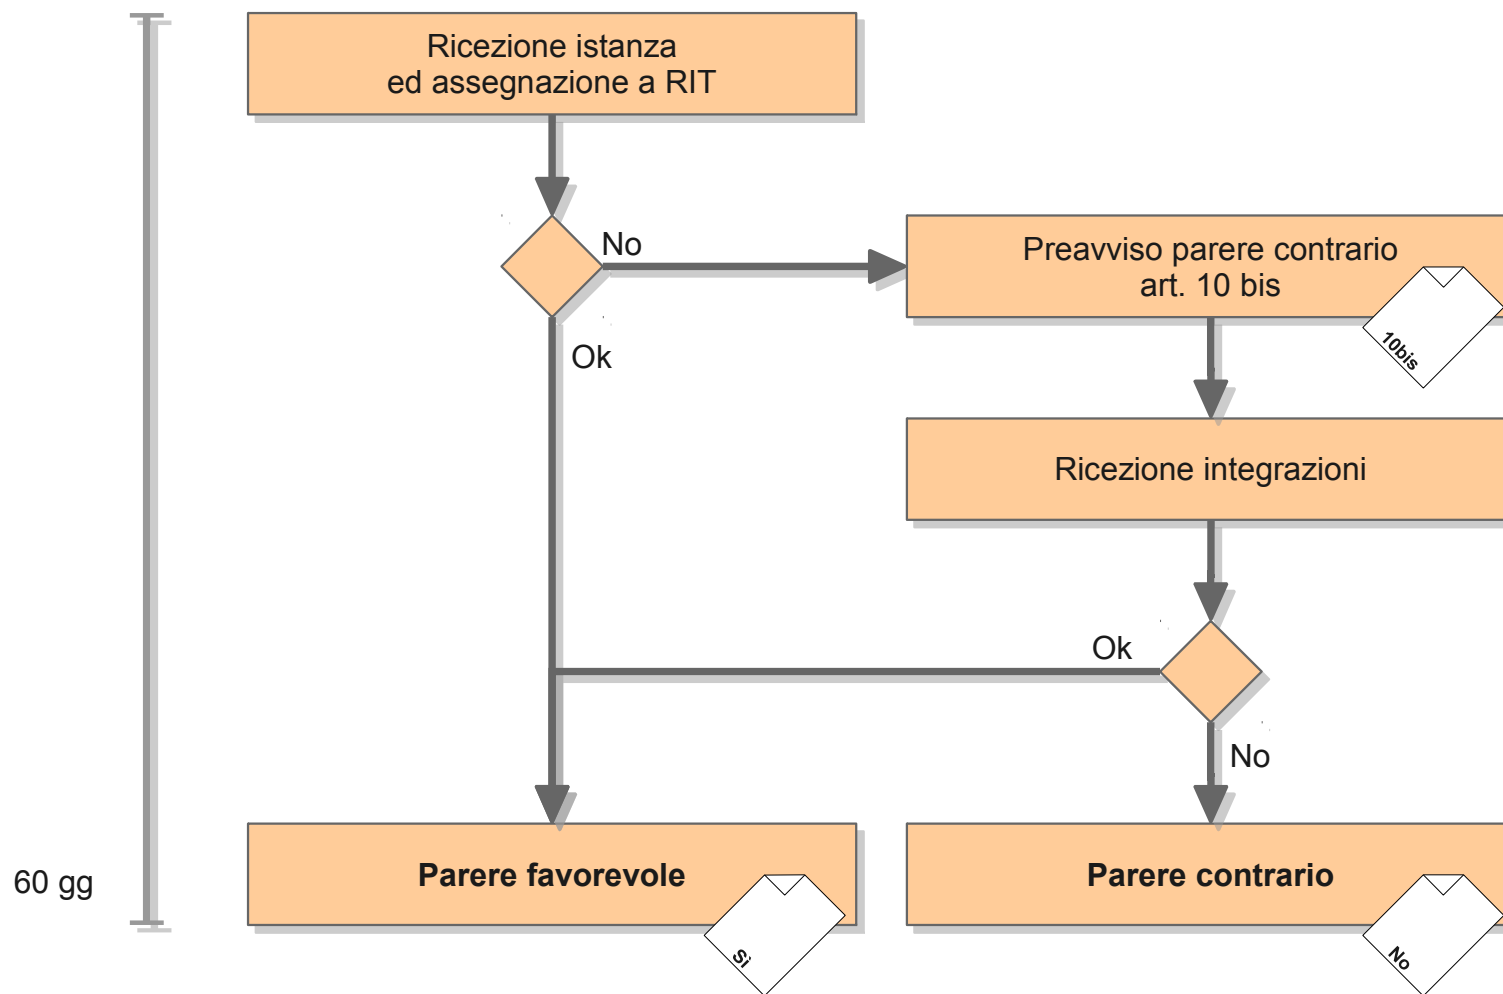 Ricezione istanza
ed assegnazione a RIT
No
Preavviso parere contrario
art. 10 bis
10bis
Ok
Ricezione integrazioni
Ok
No
60 gg
Parere favorevole
Sì
Parere contrario
No